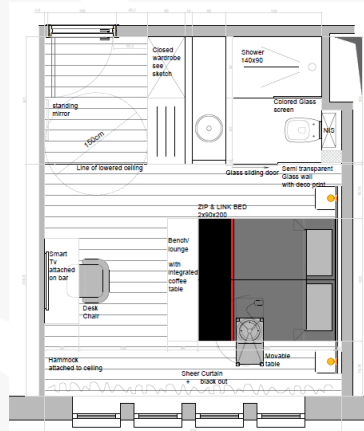 Closed
wardrobe
see
sketch
Shower
140x90
standing
mirror
150cm
Colored Glass
screen
NIS
Line of lowered ceiling
Glass sliding door
Semi transparent
Glass wall
with deco print
ZIP & LINK BED
2x90x200
Smart
Tv
attached
on bar
Bench/
lounge
with
integrated
coffee
table
Desk
Chair
Movable
table
Hammock
attached to ceiling
Sheer Curtain
+ black out